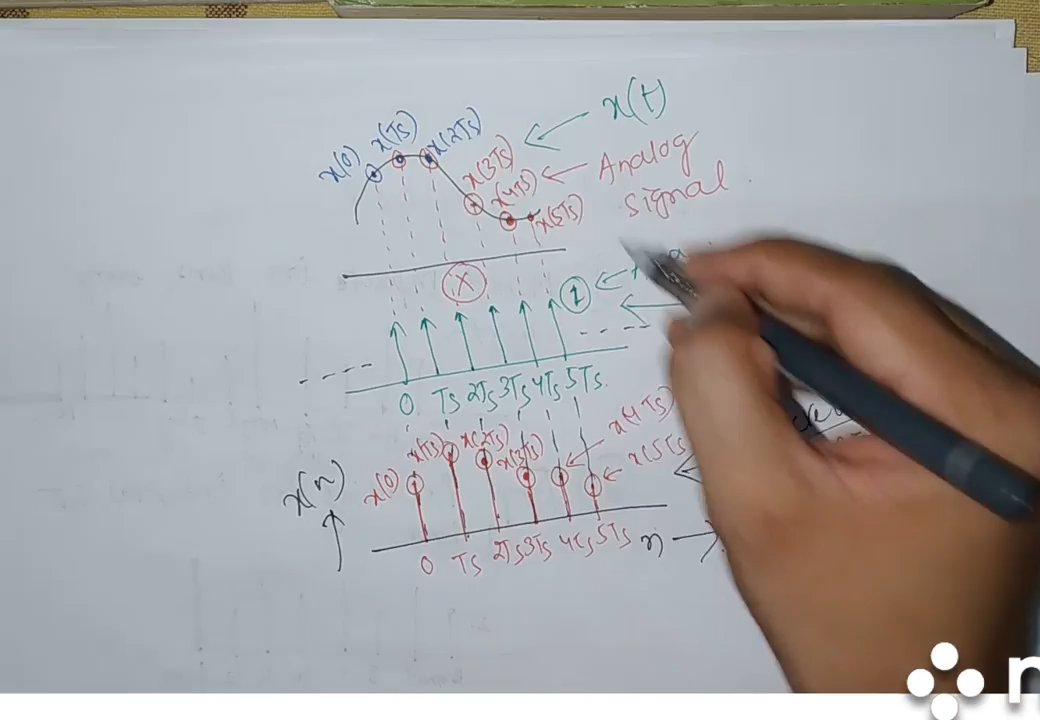 x(t)
x(0) x(Ts) x(2Ts)
x(3Ts)
Analog
x(4Ts)
signal
x(5Ts)
X
1
0 Ts 2Ts 3Ts 4Ts 5Ts
x(n)
x(0) x(Ts) x(2Ts) x(3Ts) x(4Ts)
x(5Ts
0 Ts 2Ts 3Ts 4Ts 5Ts n